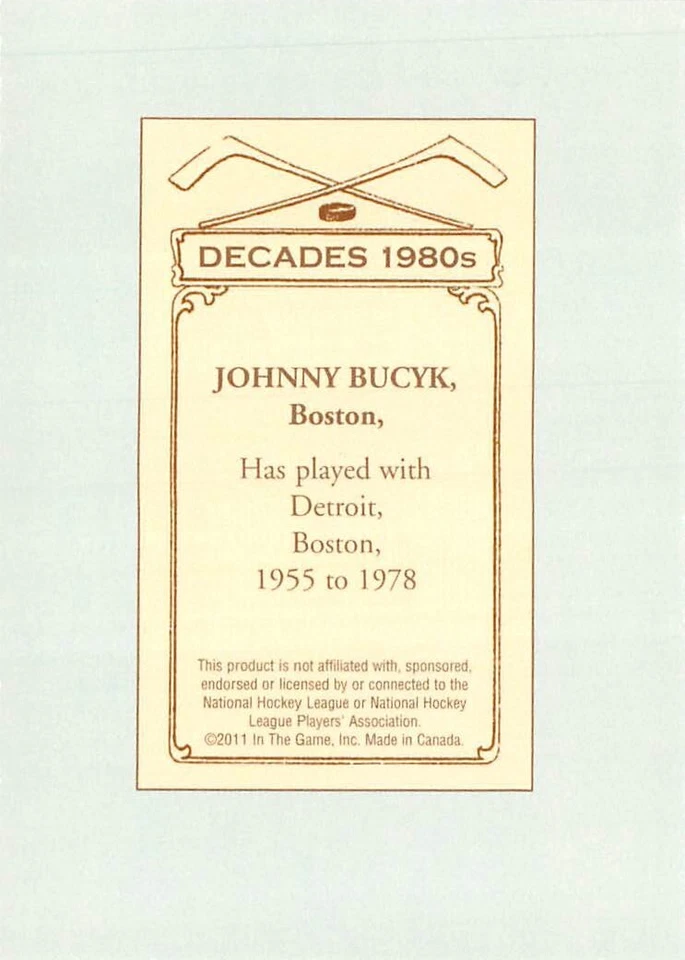 DECADES 1980s
JOHNNY BUCYK,
Boston,
Has played with
Detroit,
Boston,
1955 to 1978
This product is not affiliated with, sponsored,
endorsed or licensed by or connected to the
National Hockey League or National Hockey
League Players' Association.
©2011 In The Game, Inc. Made in Canada.